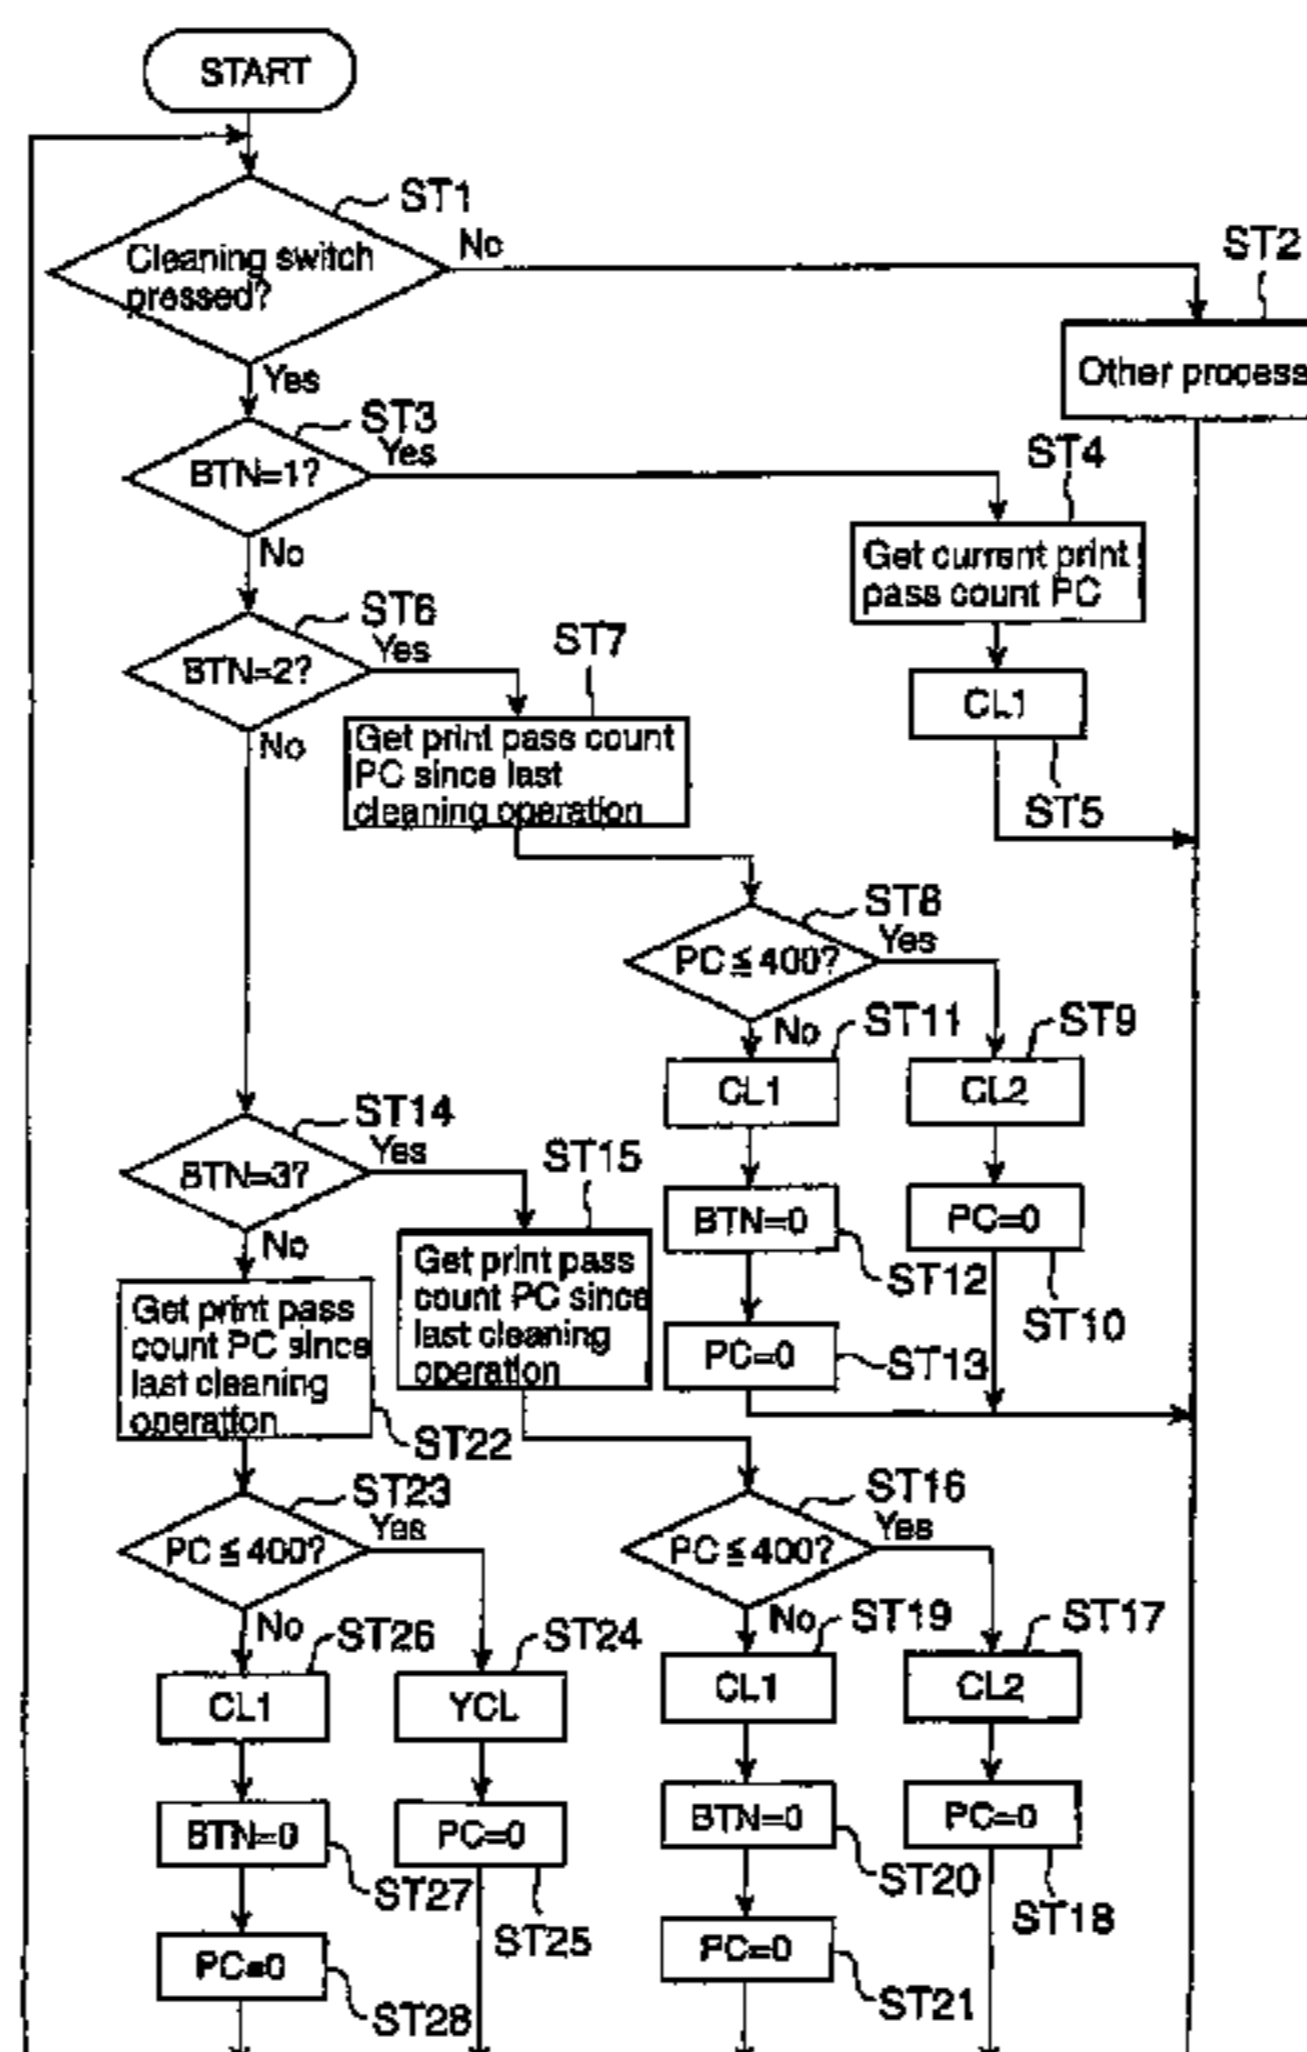 START
ST1
Cleaning switch
pressed?
No
ST2
Other process
Yes
ST3
BTN=1?
Yes
ST4
Get current print
pass count PC
No
CL1
ST5
ST6
BTN=2?
Yes
ST7
Get print pass count
PC since last
cleaning operation
No
ST8
PC≦400?
Yes
No
ST11
ST9
CL1
CL2
BTN=0
PC=0
ST12
ST10
PC=0
ST13
ST14
BTN=3?
Yes
ST15
Get print pass
count PC since
last cleaning
operation
No
Get print pass
count PC since
last cleaning
operation
ST22
ST23
PC≦400?
Yes
ST16
PC≦400?
Yes
No
ST26
ST24
No
ST19
ST17
CL1
YCL
CL1
CL2
BTN=0
PC=0
BTN=0
PC=0
ST27
ST25
ST20
ST18
PC=0
ST28
PC=0
ST21